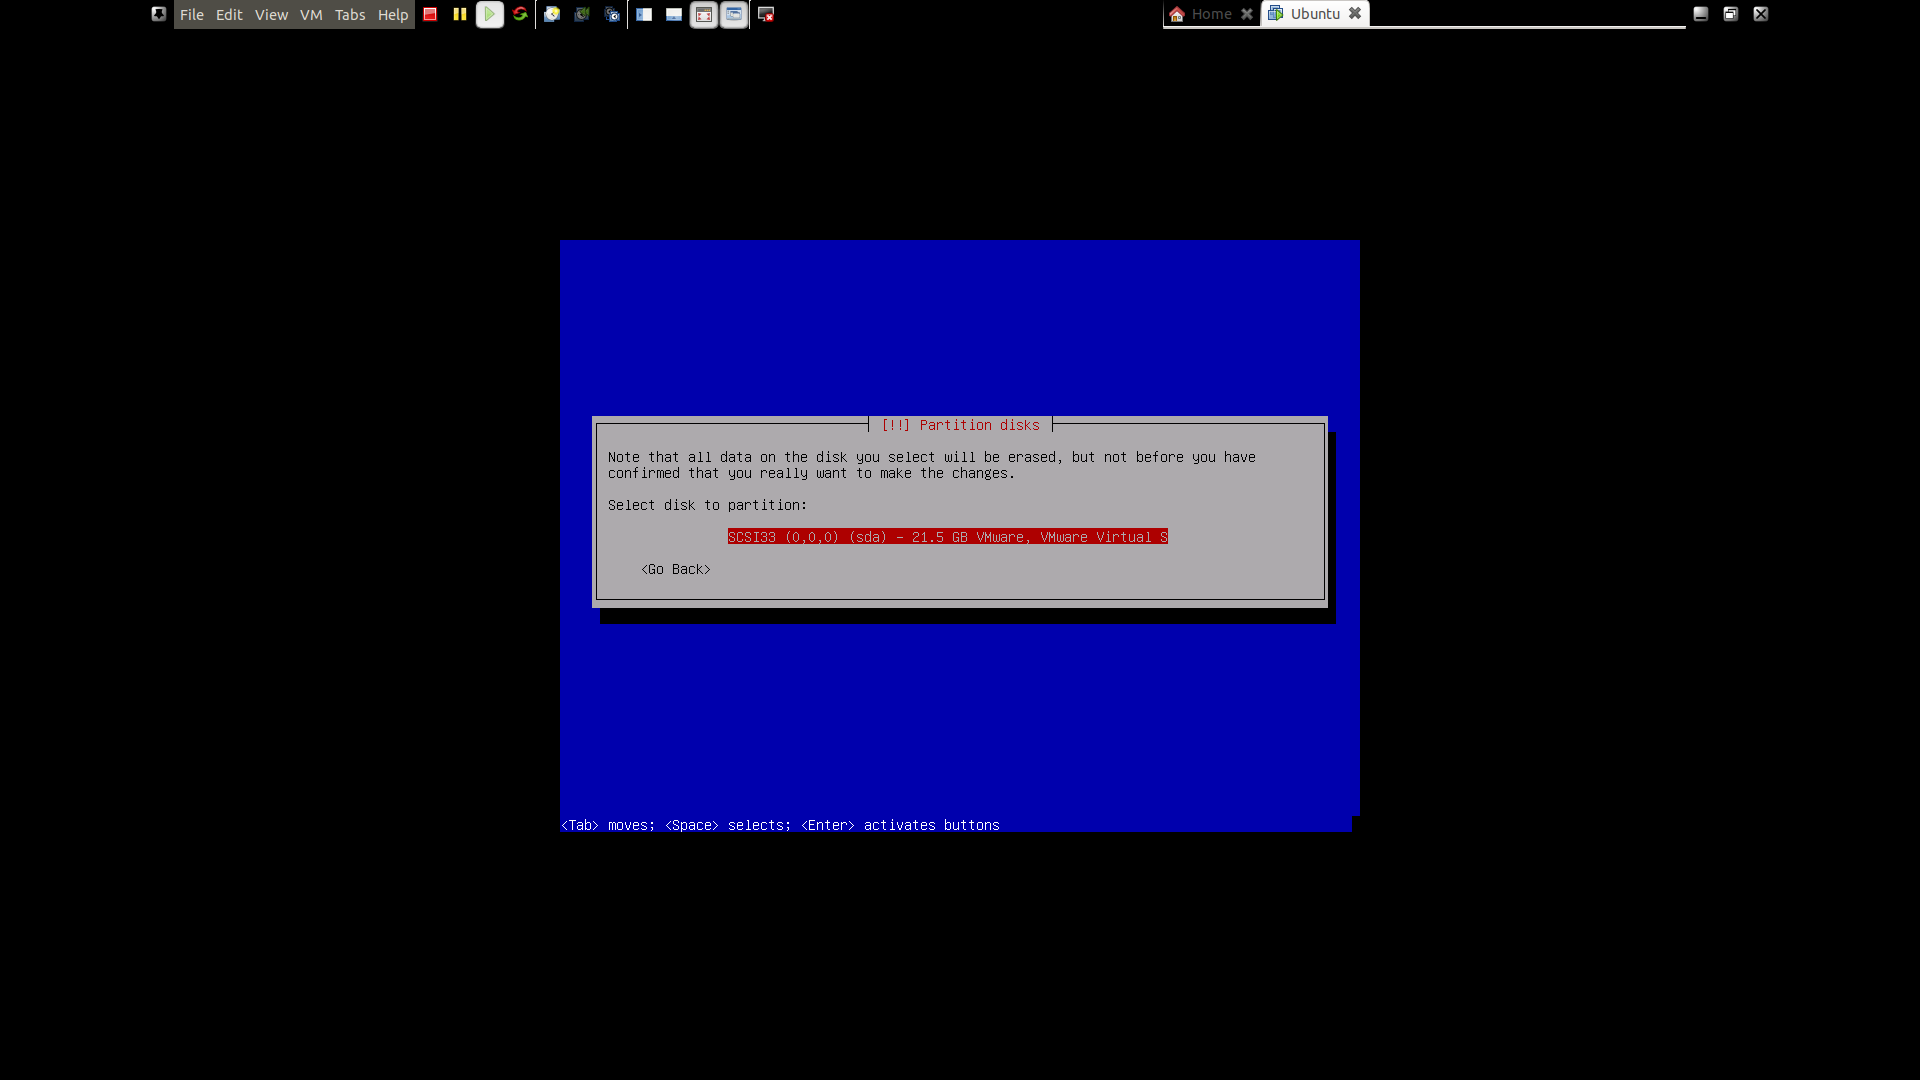 File Edit View VM Tabs Help
Home Ubuntu
[!!] Partition disks
Note that all data on the disk you select will be erased, but not before you have
confirmed that you really want to make the changes.
Select disk to partition:
SCSI33 (0,0,0) (sda) - 21.5 GB VMware, VMware Virtual S
<Go Back>
<Tab> moves; <Space> selects; <Enter> activates buttons